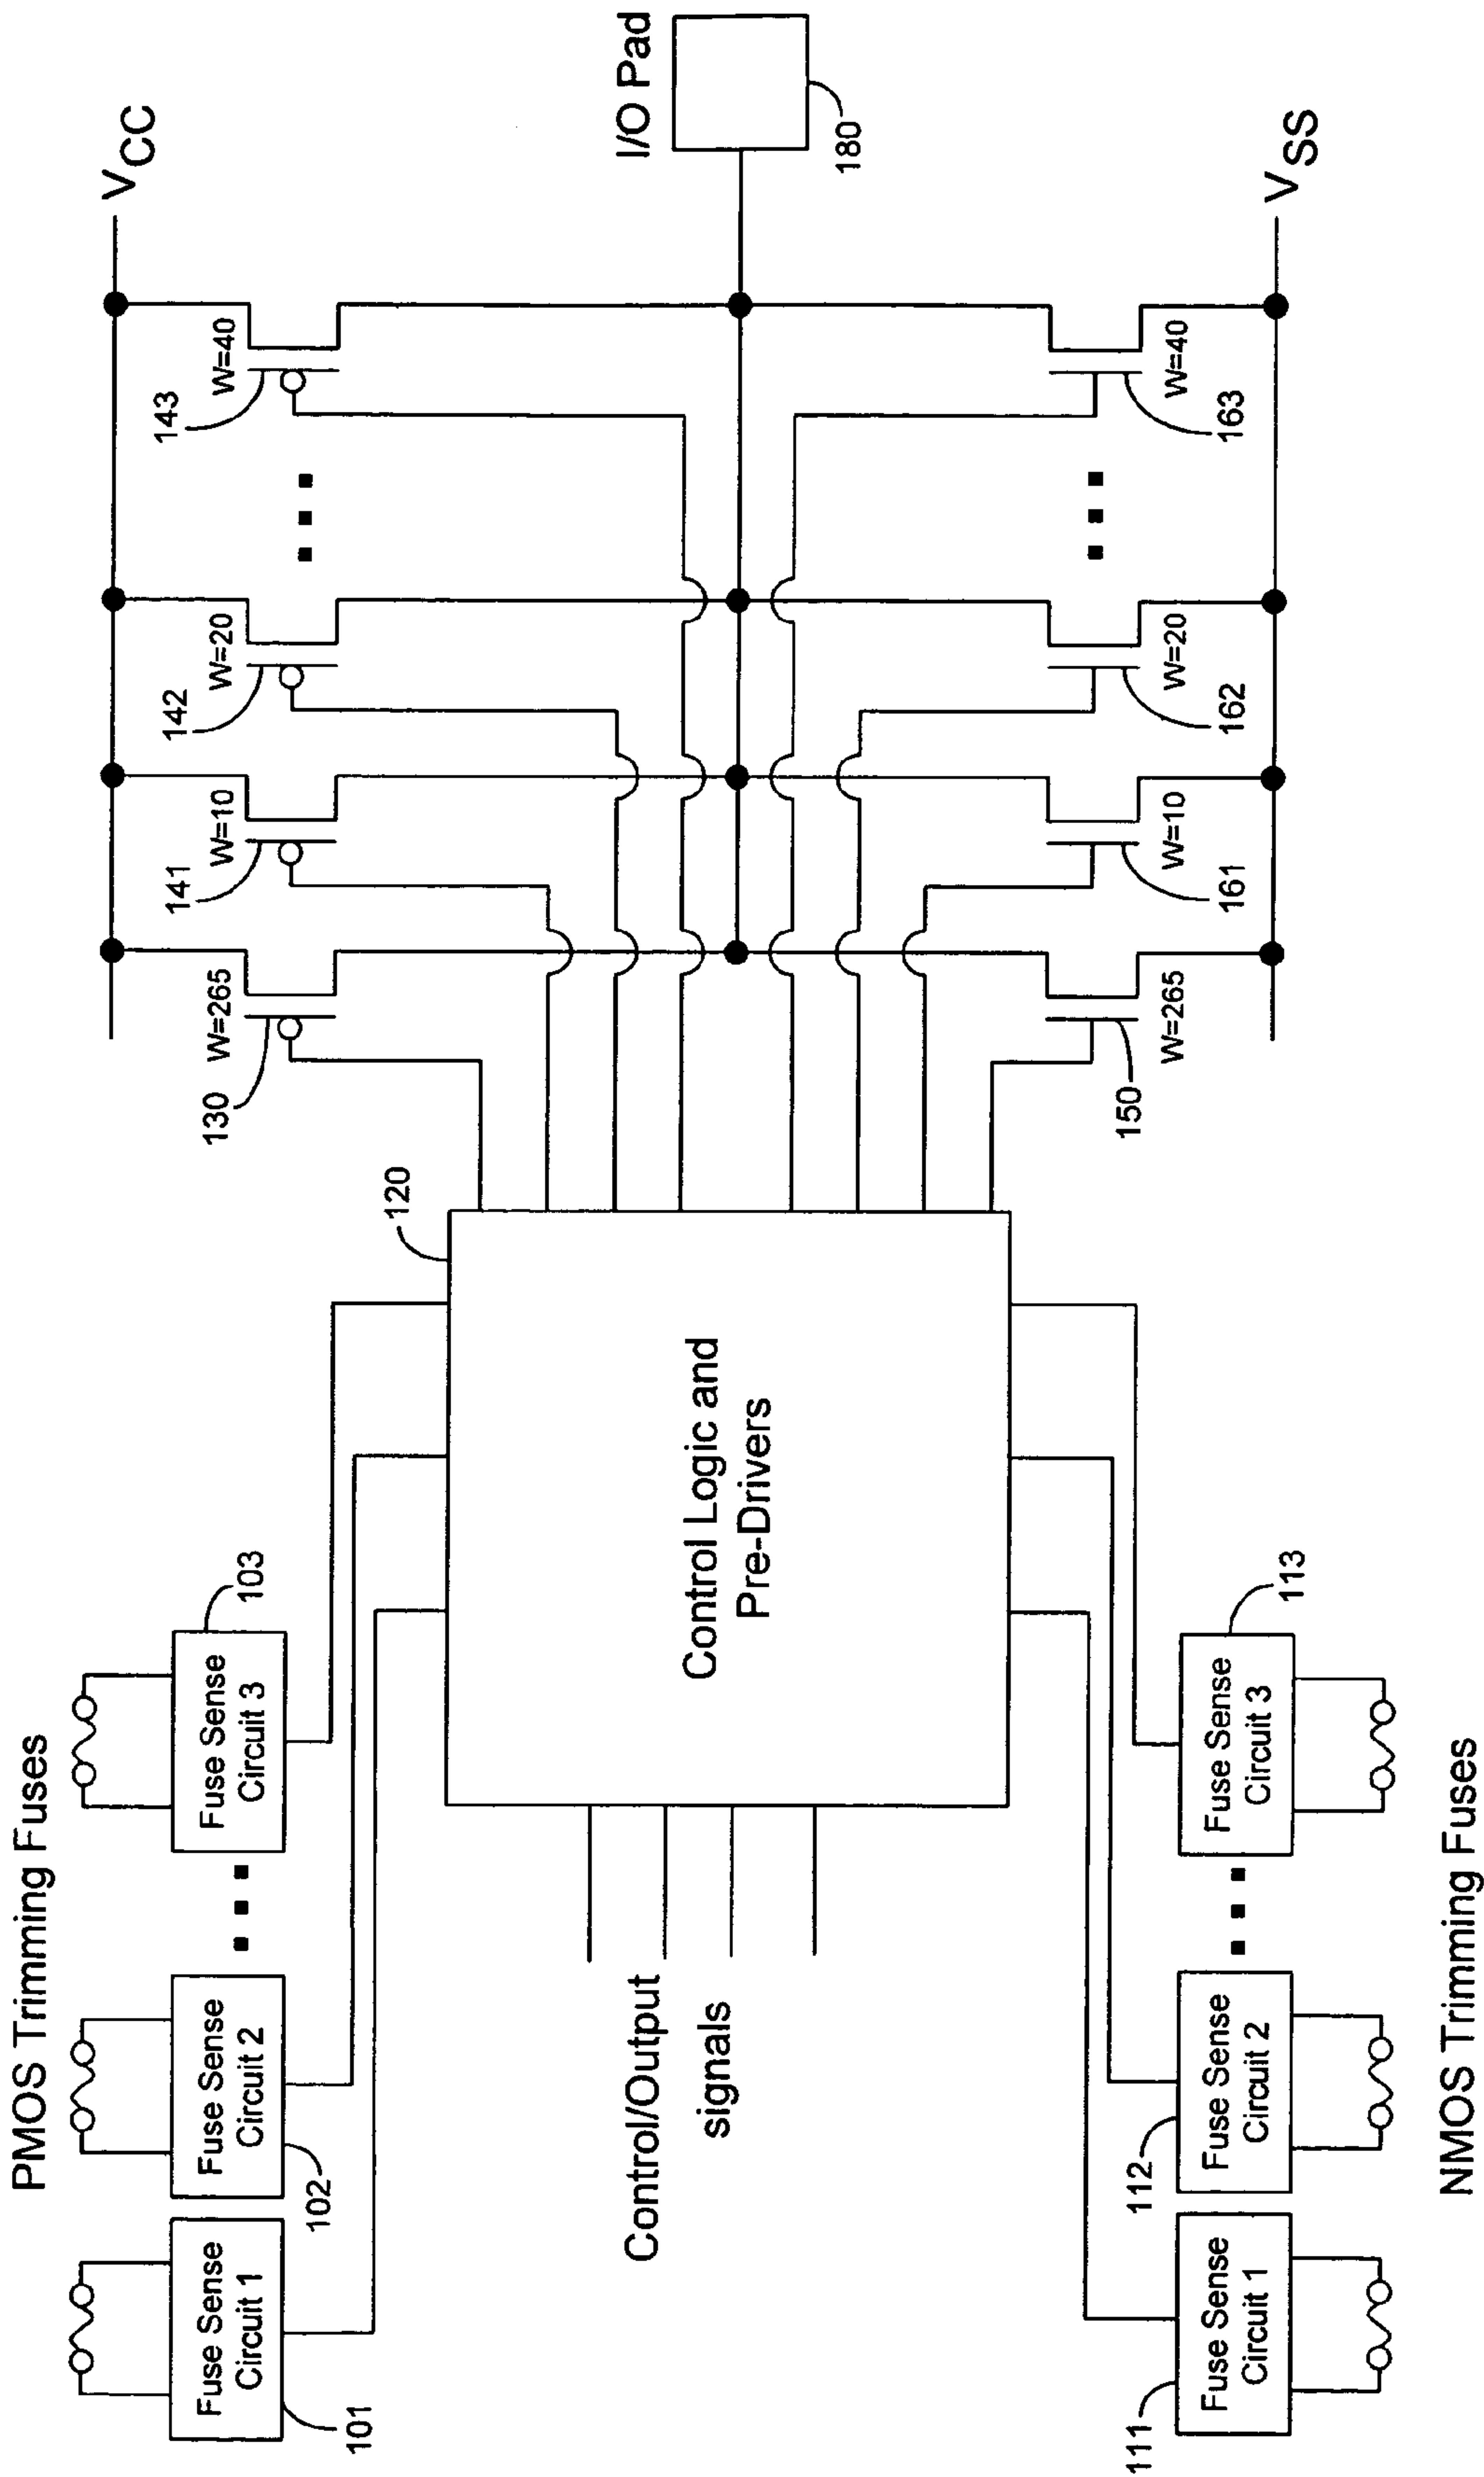 PMOS Trimming Fuses
Fuse Sense
Circuit 1
101
Fuse Sense
Circuit 2
102
Fuse Sense
Circuit 3
103
Control/Output
signals
Control Logic and
Pre-Drivers
120
NMOS Trimming Fuses
Fuse Sense
Circuit 1
111
Fuse Sense
Circuit 2
112
Fuse Sense
Circuit 3
113
VCC
130
W=265
141
W=10
142
W=20
143
W=40
I/O Pad
180
150
W=265
161
W=10
162
W=20
163
W=40
VSS